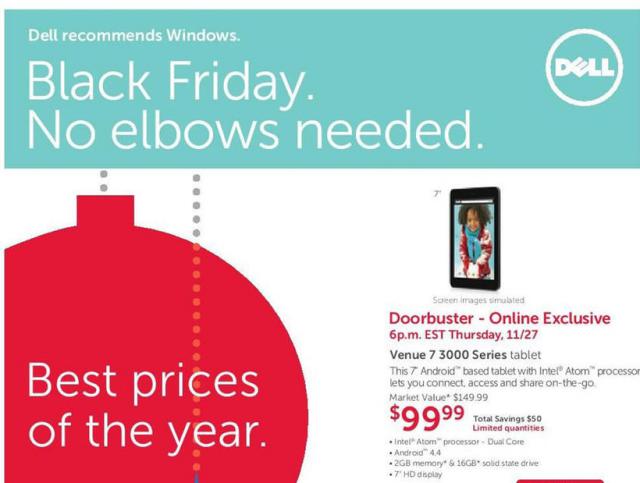 Dell recommends Windows.
DELL
Black Friday.
No elbows needed.
7"
Screen images simulated.
Doorbuster - Online Exclusive
6p.m. EST Thursday, 11/27
Venue 7 3000 Series tablet
This 7" Android™ based tablet with Intel® Atom™ processor
lets you connect, access and share on-the-go.
Market Value* $149.99
$99⁹⁹
Total Savings $50
Limited quantities
• Intel® Atom™ processor - Dual Core
• Android™ 4.4
• 2GB memory* & 16GB* solid state drive
• 7" HD display
Best prices
of the year.